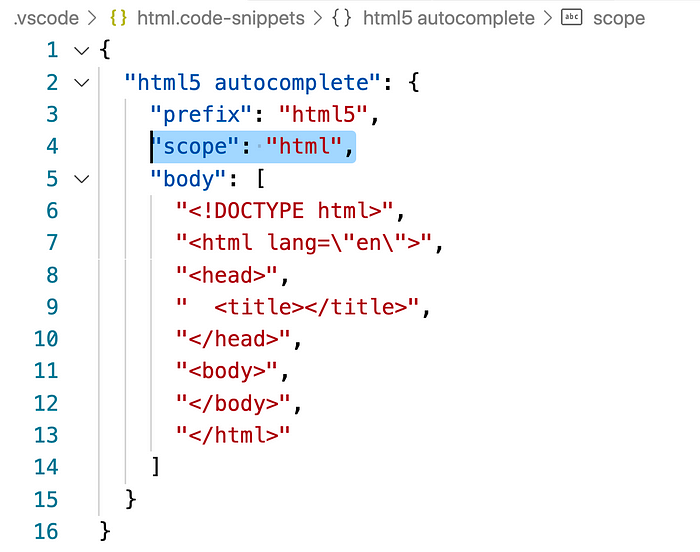 .vscode > {} html.code-snippets > {} html5 autocomplete > abc scope
1 {
2 "html5 autocomplete": {
3 "prefix": "html5",
4 "scope": "html",
5 "body": [
6 "<!DOCTYPE html>",
7 "<html lang=\"en\">",
8 "<head>",
9 "  <title></title>",
10 "</head>",
11 "<body>",
12 "</body>",
13 "</html>"
14 ]
15 }
16 }